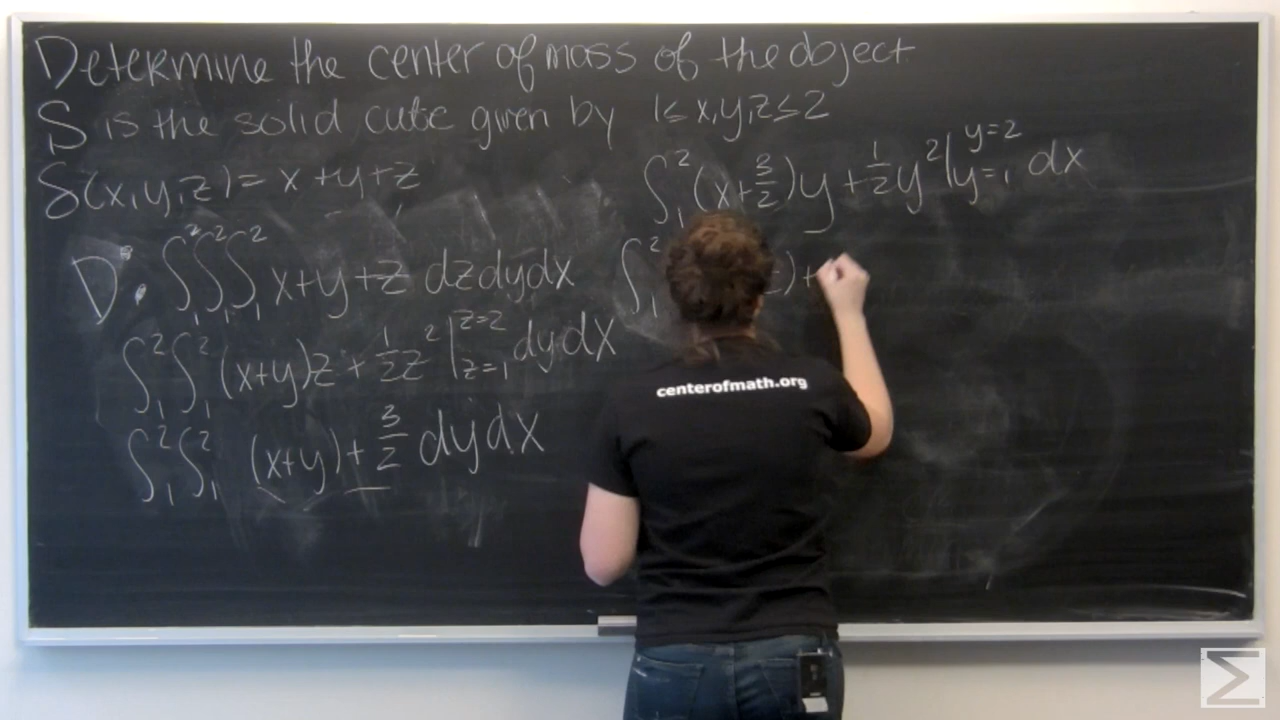 Determine the center of mass of the object.
S is the solid cube given by 1≤x,y,z≤2
δ(x,y,z)=x+y+z
D: ∫₁²∫₁²∫₁² x+y+z dzdydx
∫₁²∫₁² (x+y)z+½z²|z=1 z=2 dydx
∫₁²∫₁² (x+y)+3/2 dydx
∫₁² (x+3/2)y+½y²|y=1 y=2 dx
∫₁² )+
centerofmath.org
Σ